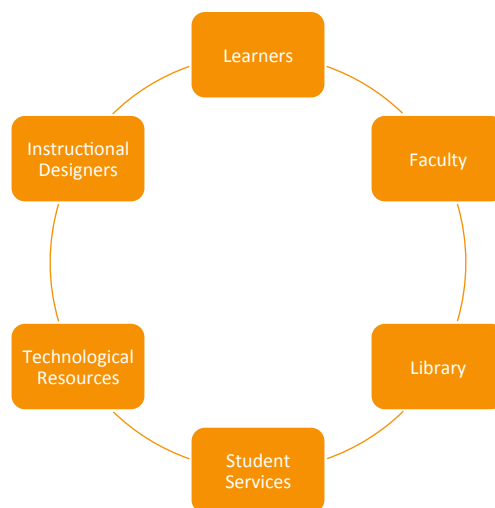 Learners
Faculty
Library
Student
Services
Technological
Resources
Instructional
Designers